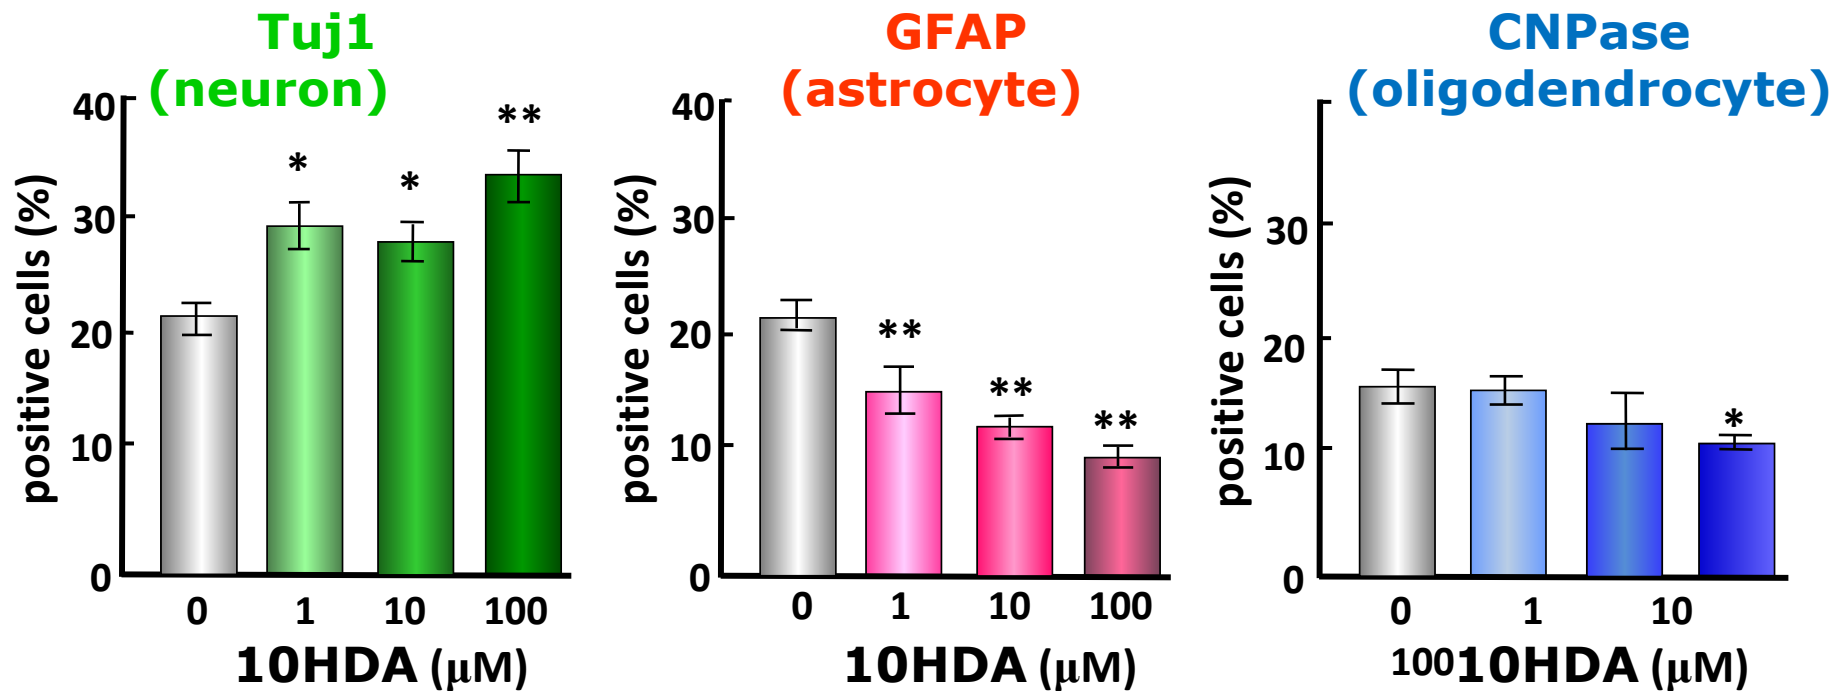 Tuj1
(neuron)
positive cells (%)
40
30
20
10
0
*
*
**
0 1 10 100
10HDA (μM)
GFAP
(astrocyte)
positive cells (%)
40
30
20
10
0
**
**
**
0 1 10 100
10HDA (μM)
CNPase
(oligodendrocyte)
positive cells (%)
30
20
10
0
*
0 1 10
10010HDA (μM)